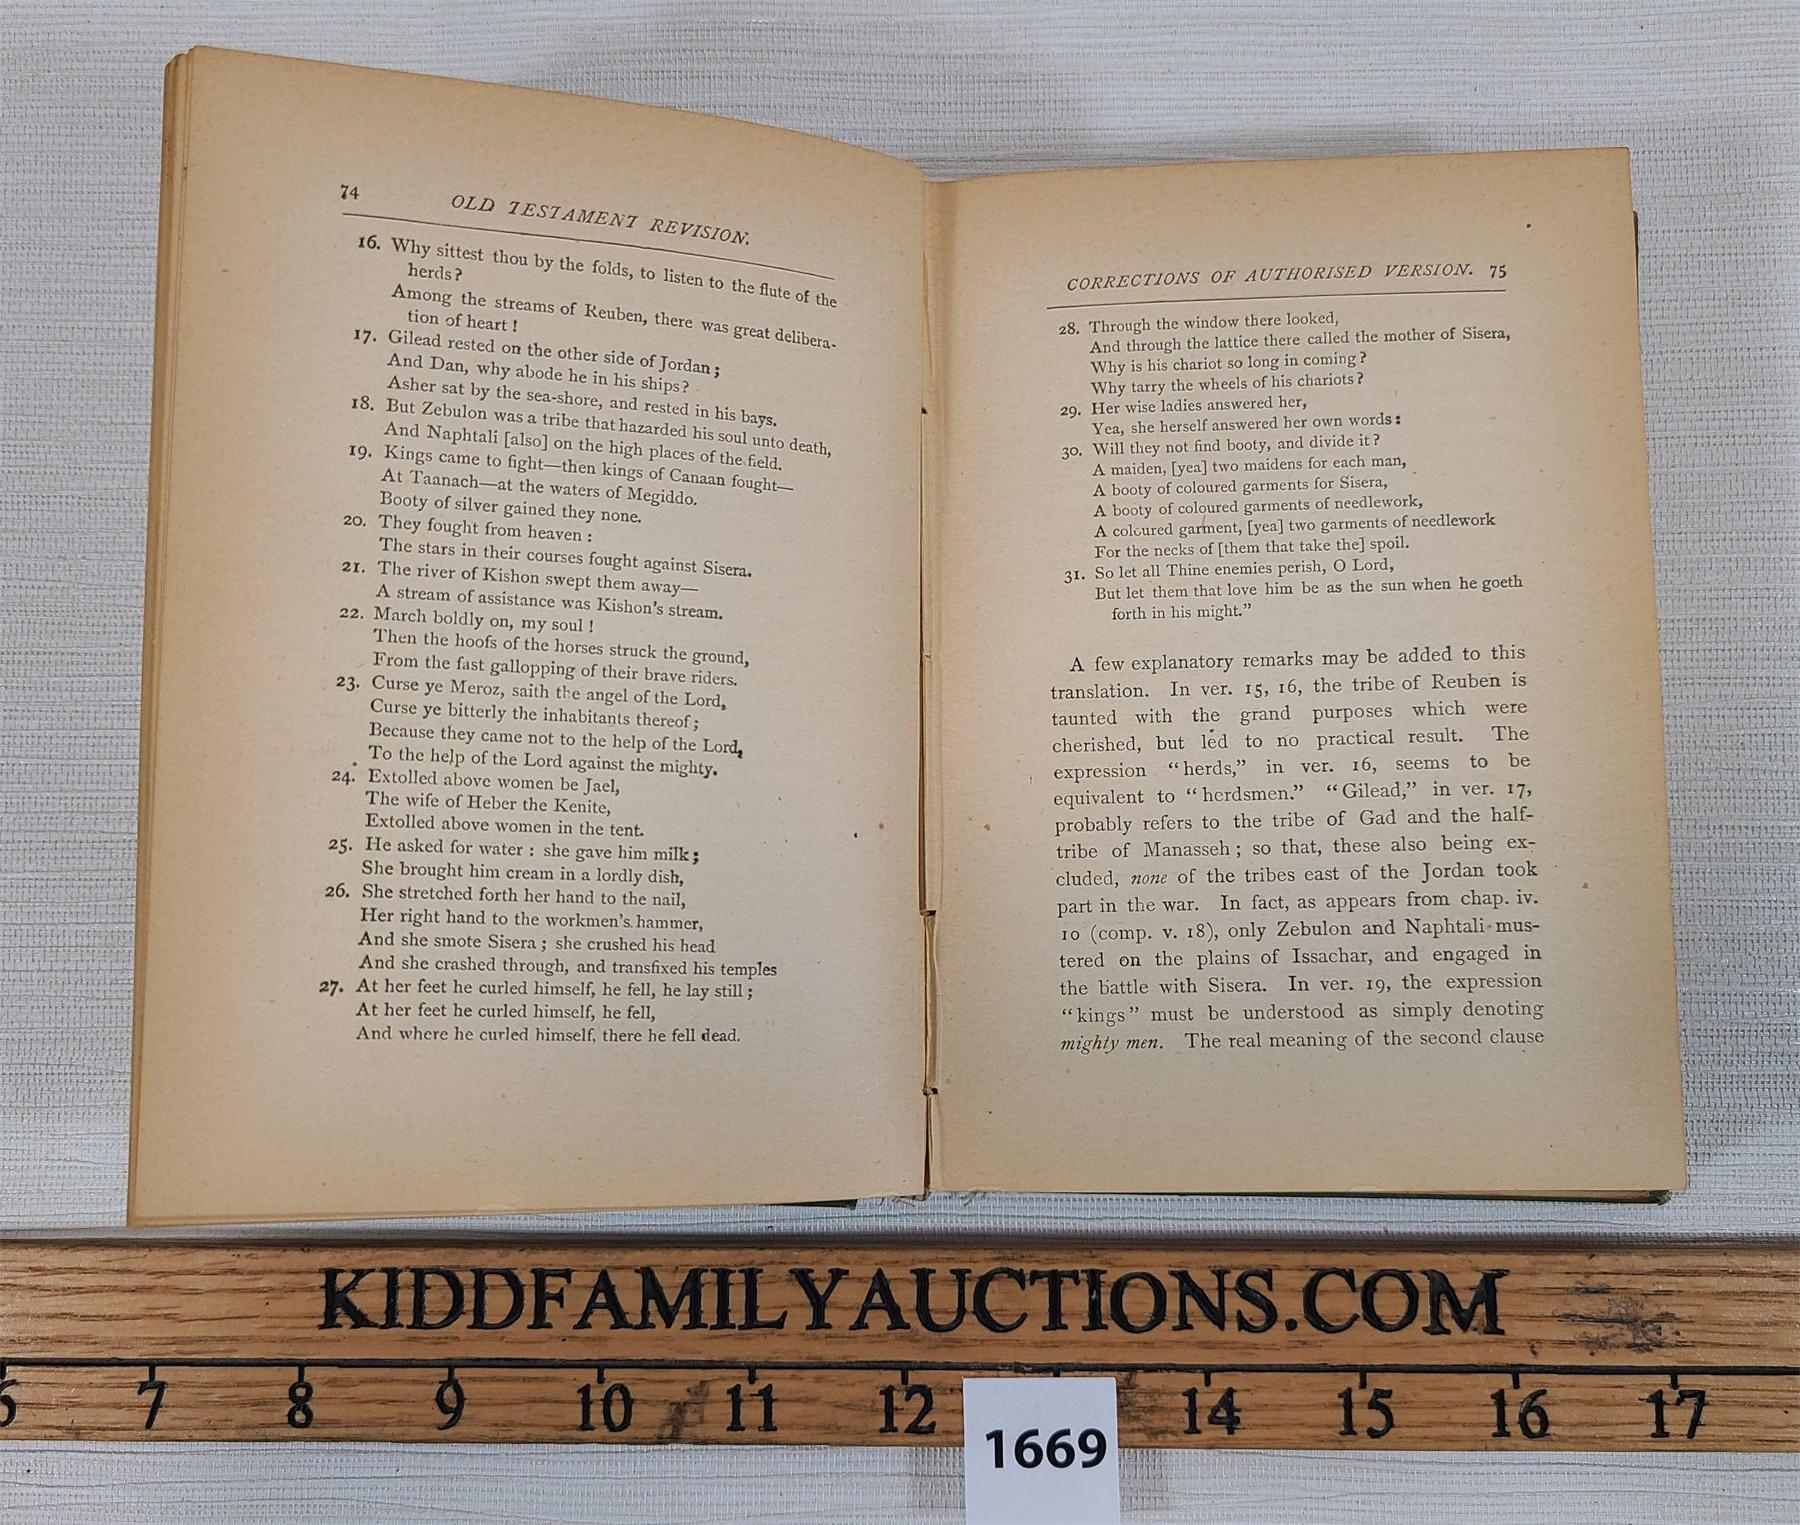 74
OLD TESTAMENT REVISION.
16. Why sittest thou by the folds, to listen to the flute of the
herds?
Among the streams of Reuben, there was great delibera-
tion of heart!
17. Gilead rested on the other side of Jordan;
And Dan, why abode he in his ships?
Asher sat by the sea-shore, and rested in his bays.
18. But Zebulon was a tribe that hazarded his soul unto death,
And Naphtali [also] on the high places of the field.
19. Kings came to fight—then kings of Canaan fought—
At Taanach—at the waters of Megiddo.
Booty of silver gained they none.
20. They fought from heaven:
The stars in their courses fought against Sisera.
21. The river of Kishon swept them away—
A stream of assistance was Kishon's stream.
22. March boldly on, my soul!
Then the hoofs of the horses struck the ground,
From the fast gallopping of their brave riders.
23. Curse ye Meroz, saith the angel of the Lord,
Curse ye bitterly the inhabitants thereof;
Because they came not to the help of the Lord,
To the help of the Lord against the mighty.
24. Extolled above women be Jael,
The wife of Heber the Kenite,
Extolled above women in the tent.
25. He asked for water: she gave him milk;
She brought him cream in a lordly dish,
26. She stretched forth her hand to the nail,
Her right hand to the workmen's hammer,
And she smote Sisera; she crushed his head
And she crashed through, and transfixed his temples
27. At her feet he curled himself, he fell, he lay still;
At her feet he curled himself, he fell,
And where he curled himself, there he fell dead.
CORRECTIONS OF AUTHORISED VERSION. 75
28. Through the window there looked,
And through the lattice there called the mother of Sisera,
Why is his chariot so long in coming?
Why tarry the wheels of his chariots?
29. Her wise ladies answered her,
Yea, she herself answered her own words:
30. Will they not find booty, and divide it?
A maiden, [yea] two maidens for each man,
A booty of coloured garments for Sisera,
A booty of coloured garments of needlework,
A coloured garment, [yea] two garments of needlework
For the necks of [them that take the] spoil.
31. So let all Thine enemies perish, O Lord,
But let them that love him be as the sun when he goeth
forth in his might."
A few explanatory remarks may be added to this
translation. In ver. 15, 16, the tribe of Reuben is
taunted with the grand purposes which were
cherished, but led to no practical result. The
expression "herds," in ver. 16, seems to be
equivalent to "herdsmen." "Gilead," in ver. 17,
probably refers to the tribe of Gad and the half-
tribe of Manasseh; so that, these also being ex-
cluded, none of the tribes east of the Jordan took
part in the war. In fact, as appears from chap. iv.
10 (comp. v. 18), only Zebulon and Naphtali mus-
tered on the plains of Issachar, and engaged in
the battle with Sisera. In ver. 19, the expression
"kings" must be understood as simply denoting
mighty men. The real meaning of the second clause
KIDDFAMILYAUCTIONS.COM
6 7 8 9 10 11 12 14 15 16 17
1669